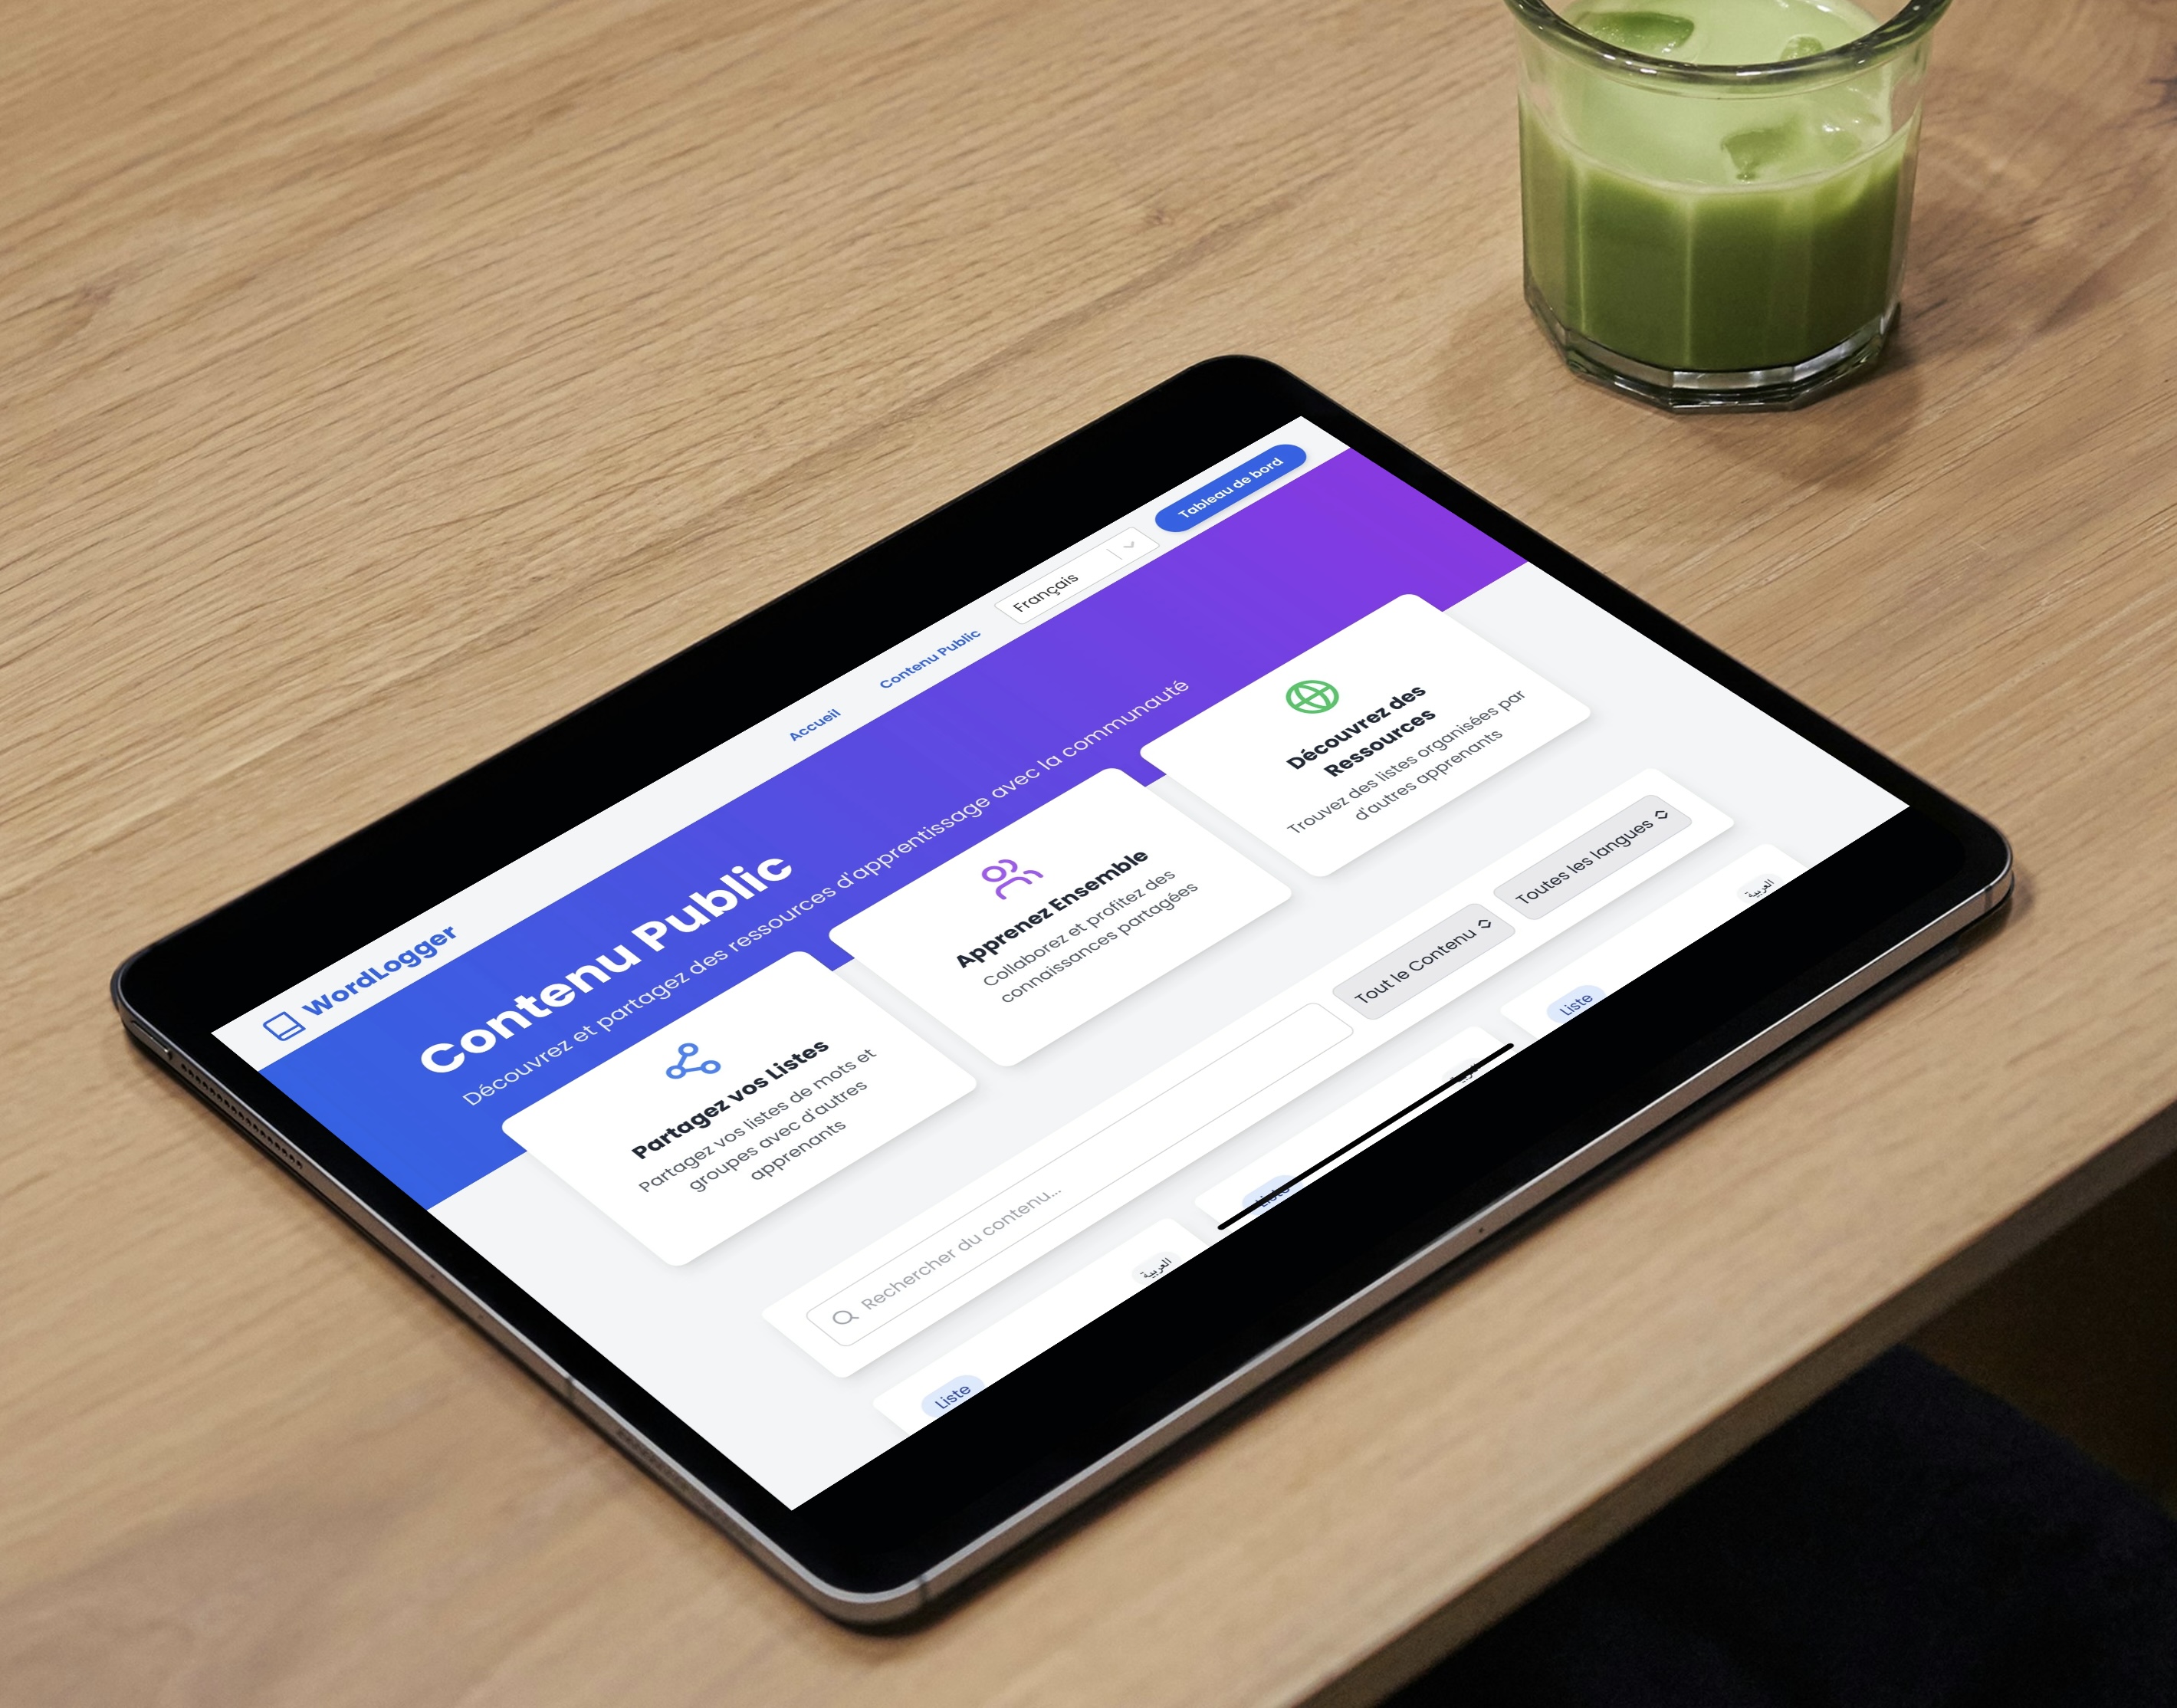 WordLogger
Accueil
Contenu Public
Français
Tableau de bord
Contenu Public
Découvrez et partagez des ressources d'apprentissage avec la communauté
Partagez vos Listes
Partagez vos listes de mots et
groupes avec d'autres
apprenants
Apprenez Ensemble
Collaborez et profitez des
connaissances partagées
Découvrez des
Ressources
Trouvez des listes organisées par
d'autres apprenants
Rechercher du contenu...
Tout le Contenu
Toutes les langues
Liste
العربية
Liste
العربية
Liste
العربية